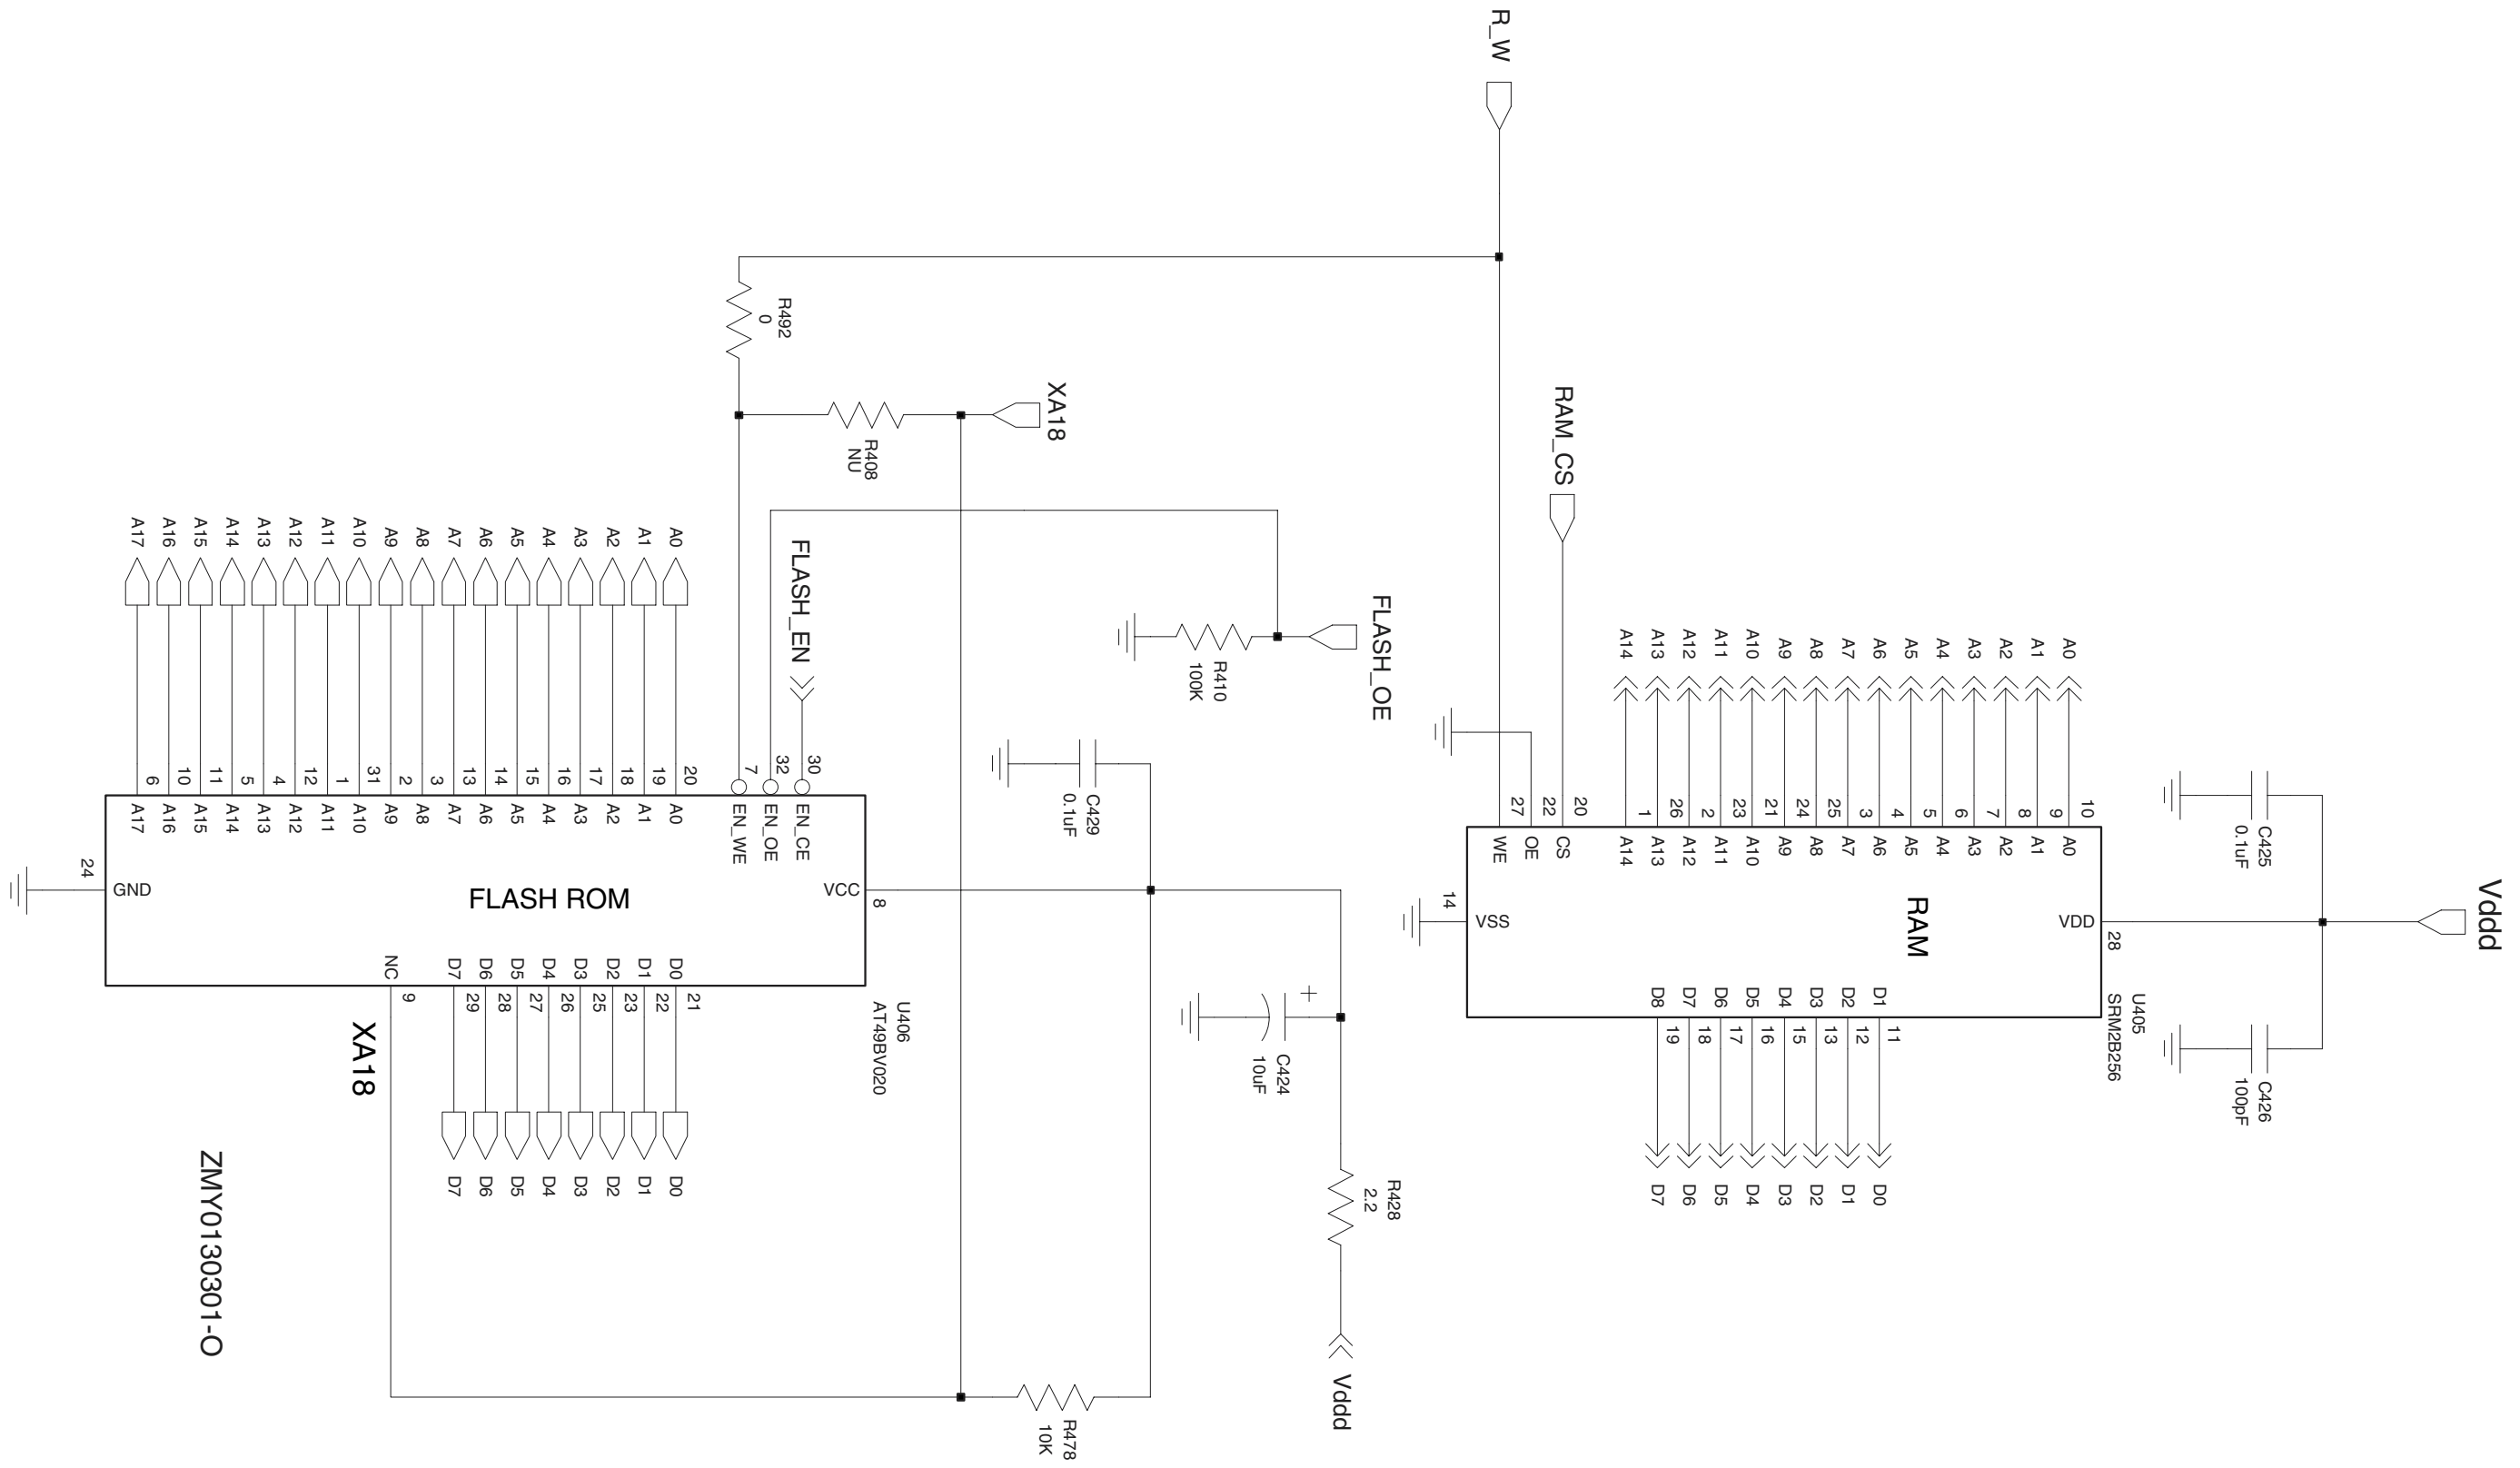 Vddd
C425
0.1uF
C426
100pF
U405
SRM2B256
28
VDD
RAM
A0 10 A0
A1 9 A1
A2 8 A2
A3 7 A3
A4 6 A4
A5 5 A5
A6 4 A6
A7 3 A7
A8 25 A8
A9 24 A9
A10 21 A10
A11 23 A11
A12 2 A12
A13 26 A13
A14 1 A14
D1 11 D0
D2 12 D1
D3 13 D2
D4 15 D3
D5 16 D4
D6 17 D5
D7 18 D6
D8 19 D7
RAM_CS
20 CS
22 OE
27 WE
R_W
VSS
14
FLASH_OE
R428
2.2
Vddd
C424
10uF
R410
100K
C429
0.1uF
R478
10K
XA18
R408
NU
R492
0
U406
AT49BV020
8
VCC
FLASH ROM
FLASH_EN
30 EN_CE
32 EN_OE
7 EN_WE
A0 20 A0
A1 19 A1
A2 18 A2
A3 17 A3
A4 16 A4
A5 15 A5
A6 14 A6
A7 13 A7
A8 3 A8
A9 2 A9
A10 31 A10
A11 1 A11
A12 12 A12
A13 4 A13
A14 5 A14
A15 11 A15
A16 10 A16
A17 6 A17
D0 21 D0
D1 22 D1
D2 23 D2
D3 25 D3
D4 26 D4
D5 27 D5
D6 28 D6
D7 29 D7
NC 9
XA18
GND
24
ZMY0130301-O